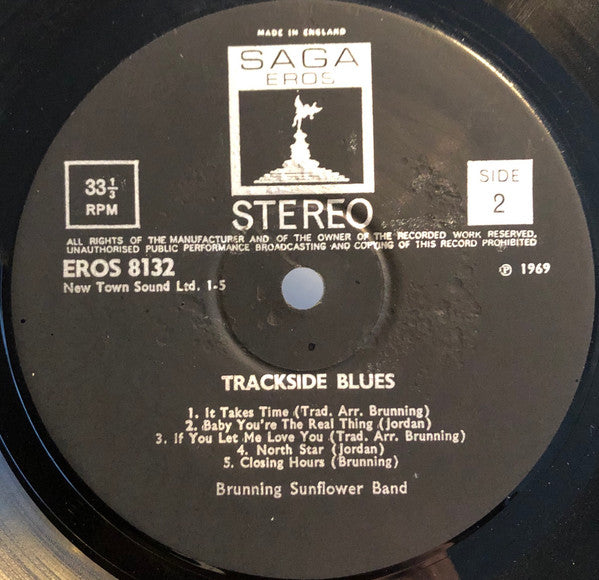 MADE IN ENGLAND
SAGA
EROS
33⅓
RPM
SIDE
2
STEREO
ALL RIGHTS OF THE MANUFACTURER AND OF THE OWNER OF THE RECORDED WORK RESERVED,
UNAUTHORISED PUBLIC PERFORMANCE BROADCASTING AND COPYING OF THIS RECORD PROHIBITED
EROS 8132
New Town Sound Ltd. 1-5
℗ 1969
TRACKSIDE BLUES
1. It Takes Time (Trad. Arr. Brunning)
2. Baby You're The Real Thing (Jordan)
3. If You Let Me Love You (Trad. Arr. Brunning)
4. North Star (Jordan)
5. Closing Hours (Brunning)
Brunning Sunflower Band